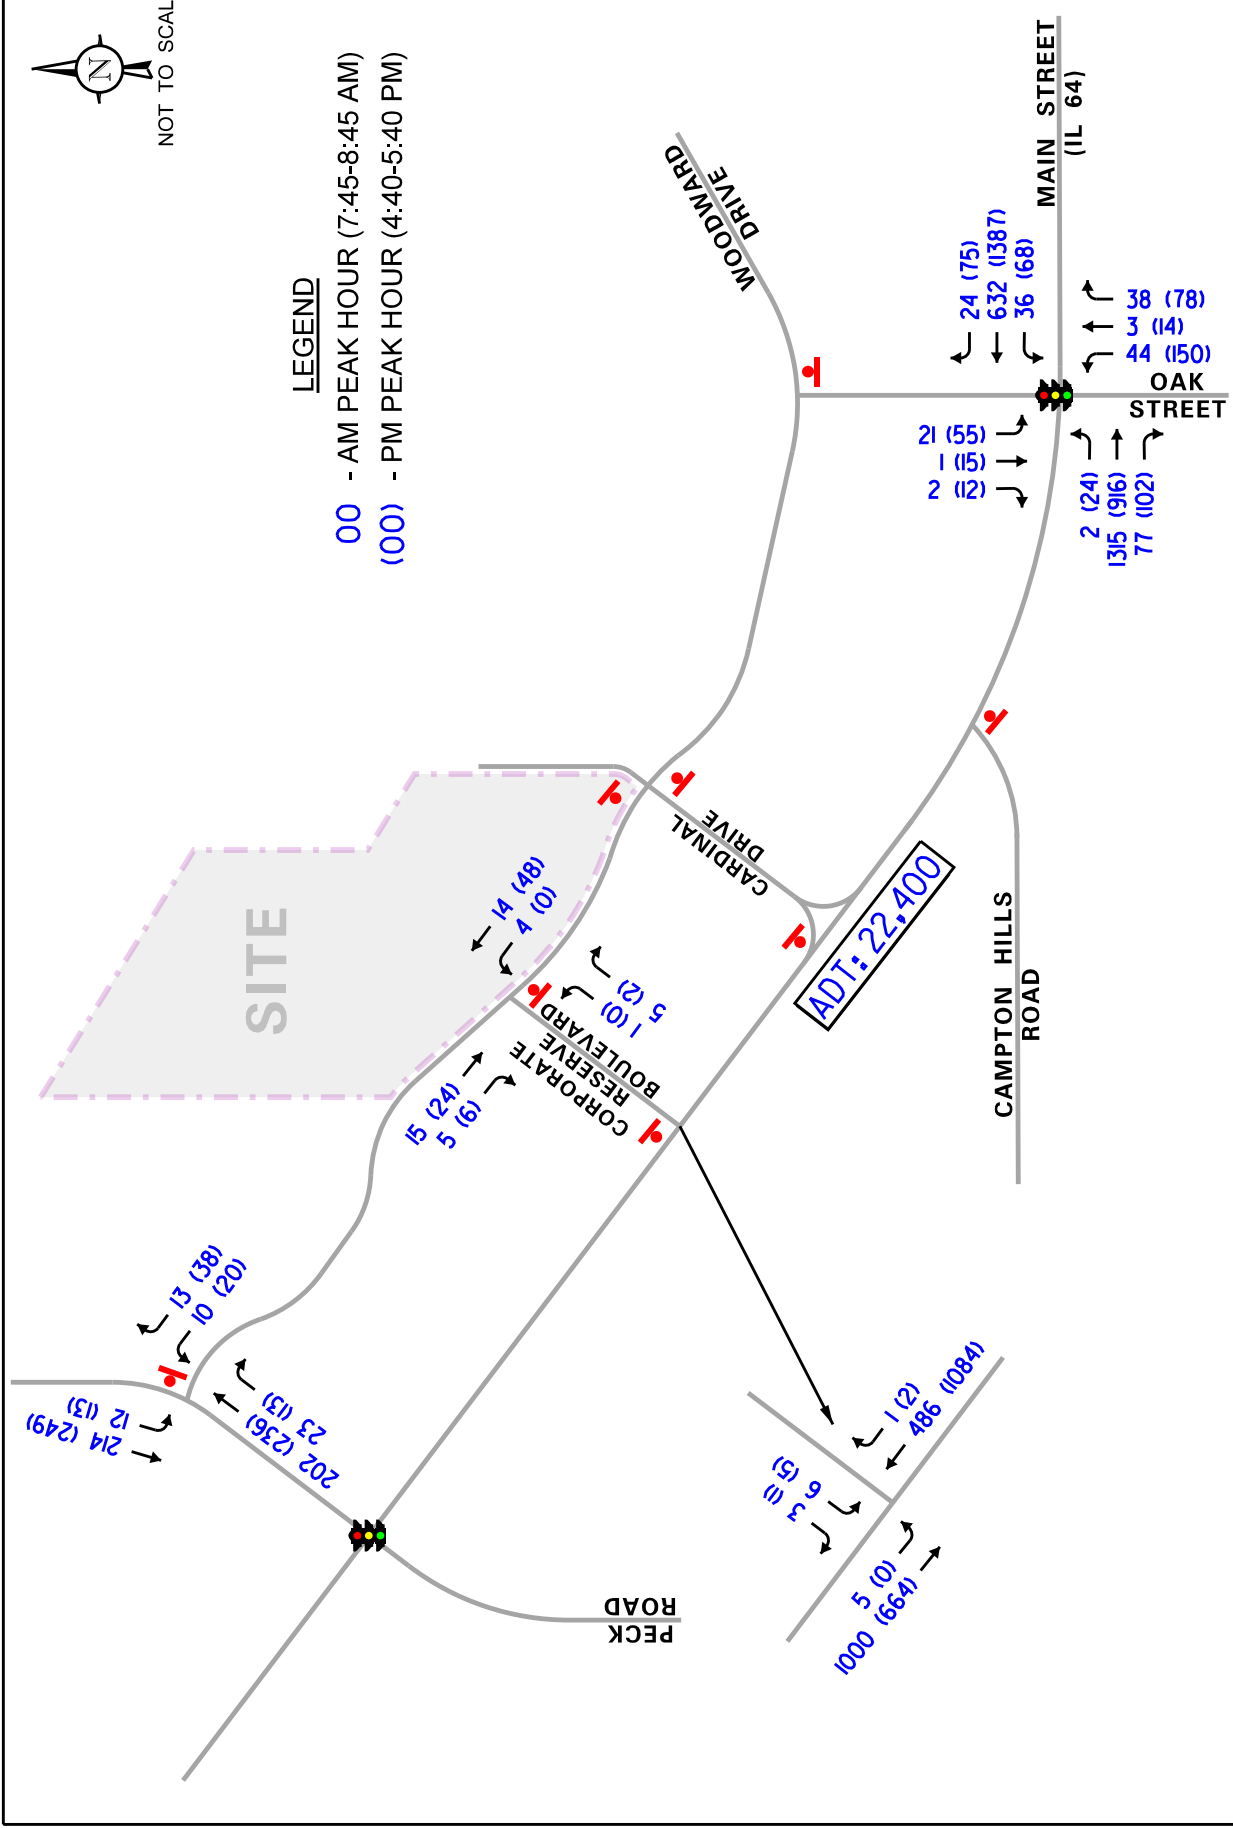 N
NOT TO SCAL
LEGEND
00 - AM PEAK HOUR (7:45-8:45 AM)
(00) - PM PEAK HOUR (4:40-5:40 PM)
SITE
WOODWARD
DRIVE
MAIN STREET
(IL 64)
24 (75)
632 (1387)
36 (68)
38 (78)
3 (14)
44 (150)
OAK
STREET
21 (55)
1 (15)
2 (12)
2 (24)
1315 (916)
77 (102)
CARDINAL
DRIVE
ADT: 22,400
CAMPTON HILLS
ROAD
14 (48)
4 (0)
1 (0)
5 (2)
15 (24)
5 (6)
CORPORATE
RESERVE
BOULEVARD
13 (38)
10 (20)
214 (249)
12 (13)
202 (236)
23 (13)
PECK
ROAD
3 (1)
6 (5)
1 (2)
486 (1084)
5 (0)
1000 (664)